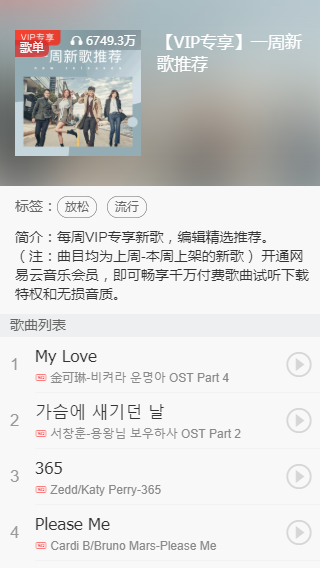 VIP专享
歌单
6749.3万
一周新歌推荐
【VIP专享】一周新
歌推荐
标签：
放松
流行
简介：每周VIP专享新歌，编辑精选推荐。
（ 注：曲目均为上周-本周上架的新歌 ） 开通网
易云音乐会员，即可畅享千万付费歌曲试听下载
特权和无损音质。
歌曲列表
1
My Love
金可琳-비켜라 운명아 OST Part 4
2
가슴에 새기던 날
서창훈-용왕님 보우하사 OST Part 2
3
365
Zedd/Katy Perry-365
4
Please Me
Cardi B/Bruno Mars-Please Me